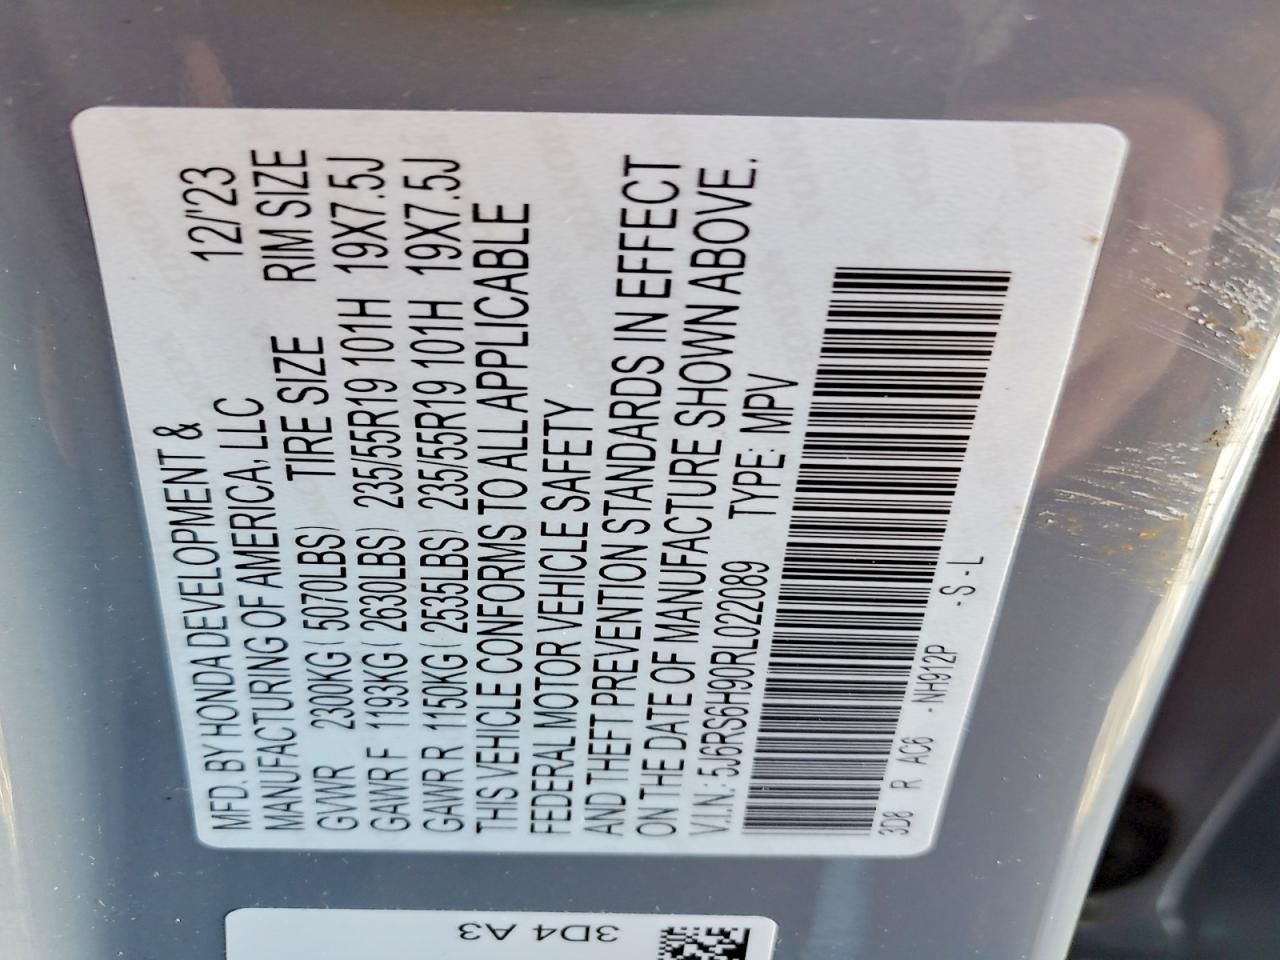 MFD. BY HONDA DEVELOPMENT &
MANUFACTURING OF AMERICA, LLC 12/'23
TIRE SIZE RIM SIZE
GVWR 2300KG ( 5070LBS)
GAWR F 1193KG ( 2630LBS) 235/55R19 101H 19X7.5J
GAWR R 1150KG ( 2535LBS) 235/55R19 101H 19X7.5J
THIS VEHICLE CONFORMS TO ALL APPLICABLE
FEDERAL MOTOR VEHICLE SAFETY
AND THEFT PREVENTION STANDARDS IN EFFECT
ON THE DATE OF MANUFACTURE SHOWN ABOVE.
V.I.N.: 5J6RS6H90RL022089 TYPE: MPV
3D8 R AC6 - NH912P - S - L
3D4 A3